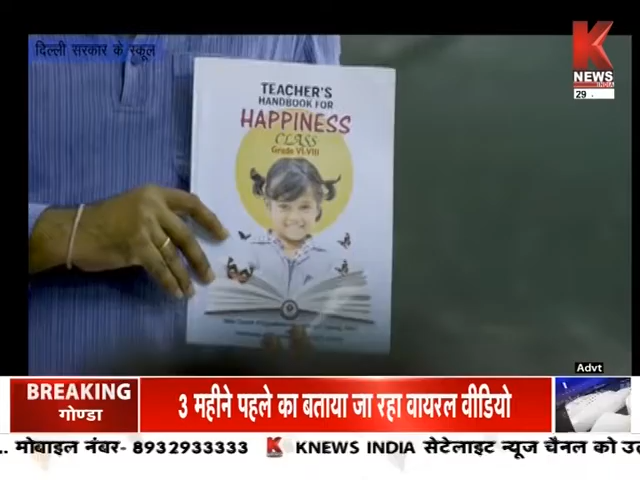 दिल्ली सरकार के स्कूल
K
NEWS
INDIA
29
TEACHER'S
HANDBOOK FOR
HAPPINESS
CLASS
Grade VI-VIII
Advt
BREAKING
गोण्डा
3 महीने पहले का बताया जा रहा वायरल वीडियो
.. मोबाइल नंबर- 8932933333 K KNEWS INDIA सेटेलाइट न्यूज चैनल को